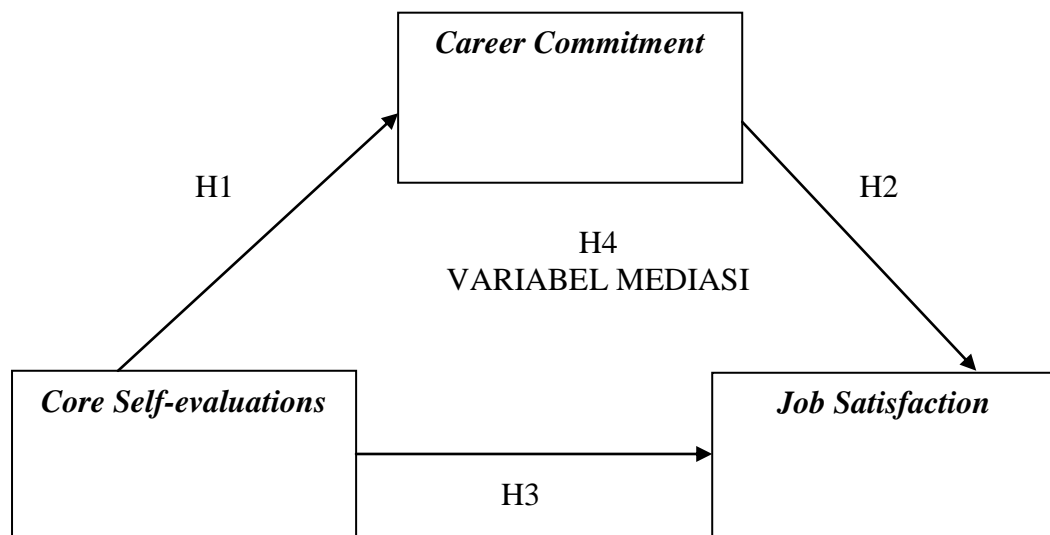 Career Commitment
H1
H2
H4
VARIABEL MEDIASI
Core Self-evaluations
Job Satisfaction
H3